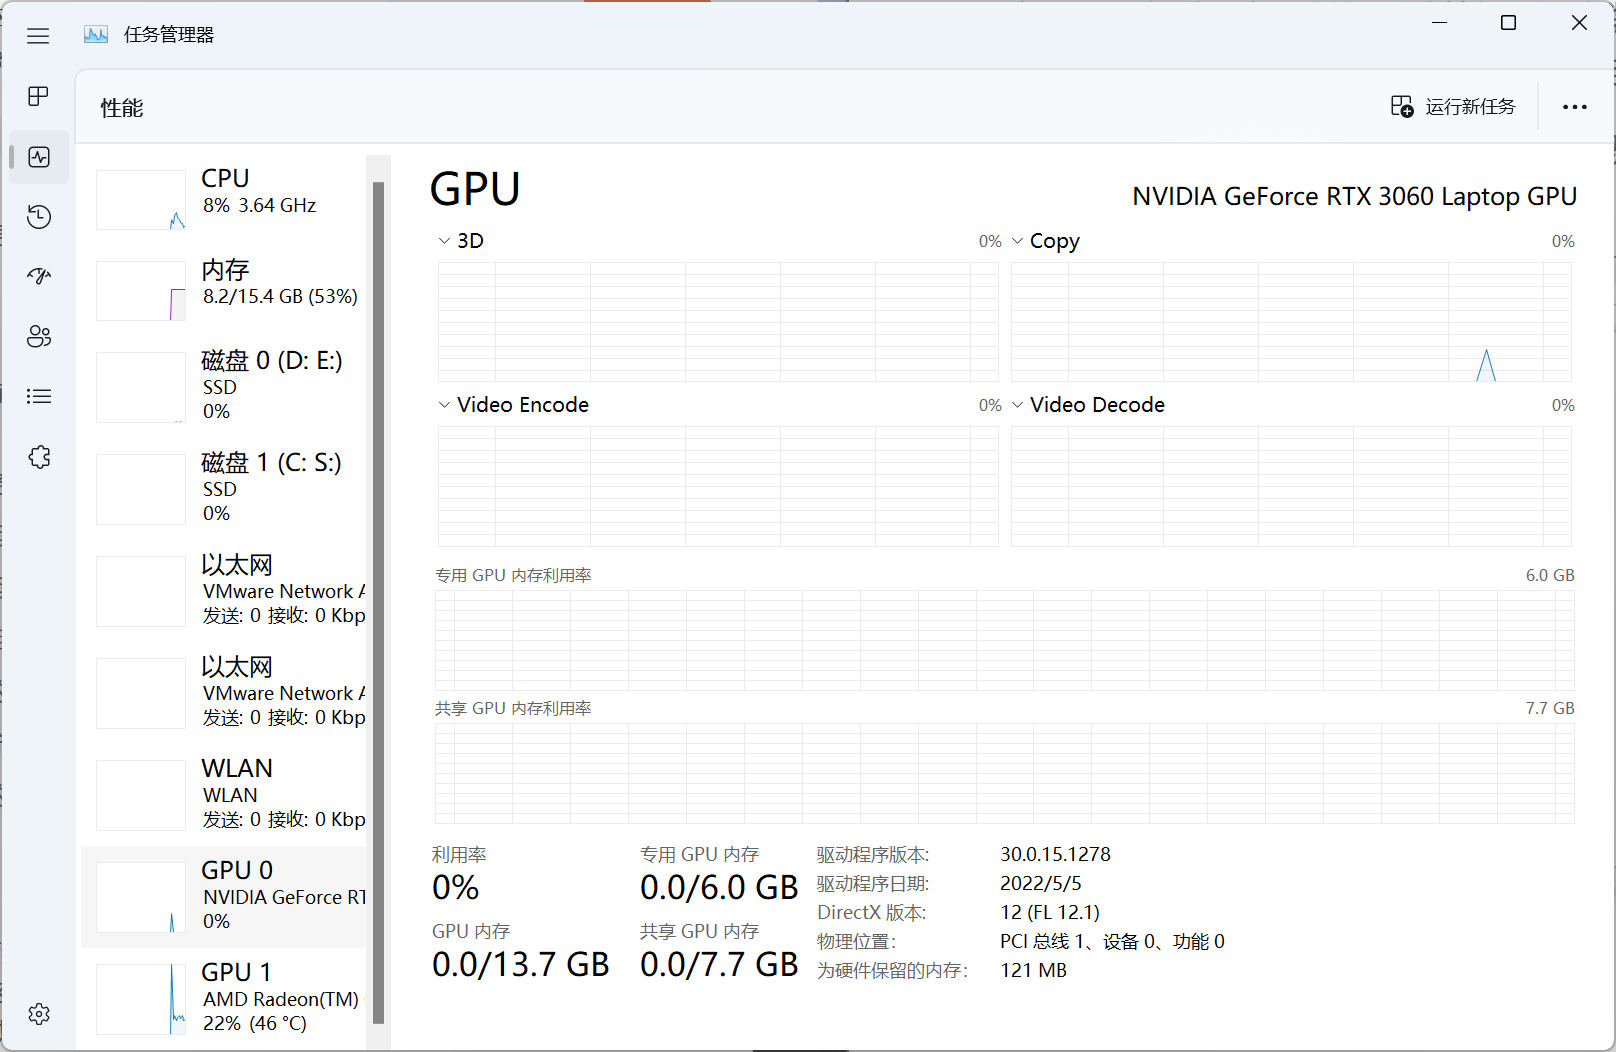 任务管理器
性能
运行新任务
CPU
8% 3.64 GHz
内存
8.2/15.4 GB (53%)
磁盘 0 (D: E:)
SSD
0%
磁盘 1 (C: S:)
SSD
0%
以太网
VMware Network A
发送: 0 接收: 0 Kbp
以太网
VMware Network A
发送: 0 接收: 0 Kbp
WLAN
WLAN
发送: 0 接收: 0 Kbp
GPU 0
NVIDIA GeForce RT
0%
GPU 1
AMD Radeon(TM)
22% (46 °C)
GPU
NVIDIA GeForce RTX 3060 Laptop GPU
3D 0%
Copy 0%
Video Encode 0%
Video Decode 0%
专用 GPU 内存利用率 6.0 GB
共享 GPU 内存利用率 7.7 GB
利用率
0%
专用 GPU 内存
0.0/6.0 GB
GPU 内存
0.0/13.7 GB
共享 GPU 内存
0.0/7.7 GB
驱动程序版本: 30.0.15.1278
驱动程序日期: 2022/5/5
DirectX 版本: 12 (FL 12.1)
物理位置: PCI 总线 1、设备 0、功能 0
为硬件保留的内存: 121 MB